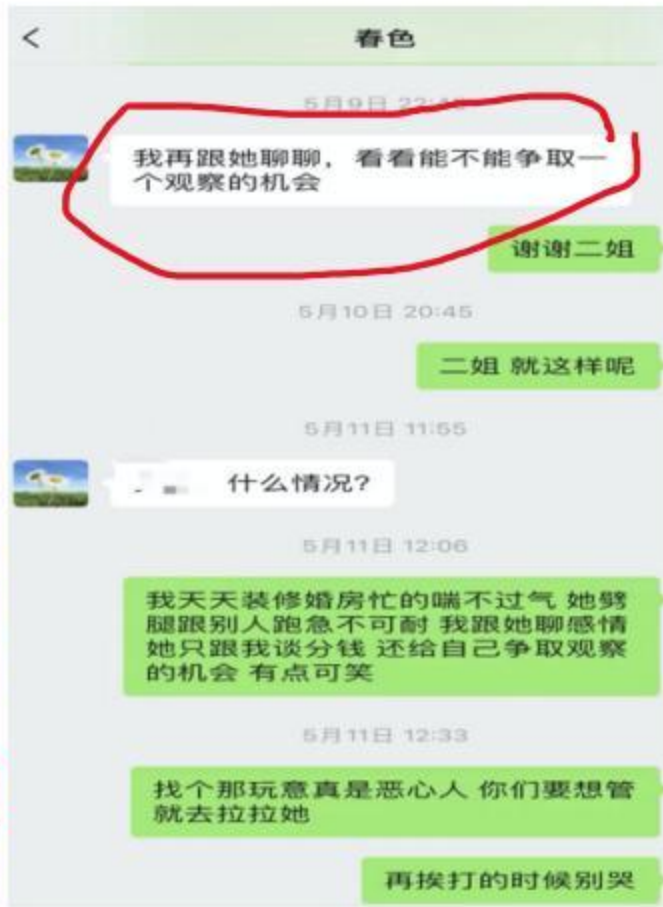 春色
5月9日 22:4
我再跟她聊聊，看看能不能争取一
个观察的机会
谢谢二姐
5月10日 20:45
二姐 就这样呢
5月11日 11:55
什么情况?
5月11日 12:06
我天天装修婚房忙的喘不过气 她劈
腿跟别人跑急不可耐 我跟她聊感情
她只跟我谈分钱 还给自己争取观察
的机会 有点可笑
5月11日 12:33
找个那玩意真是恶心人 你们要想管
就去拉拉她
再挨打的时候别哭